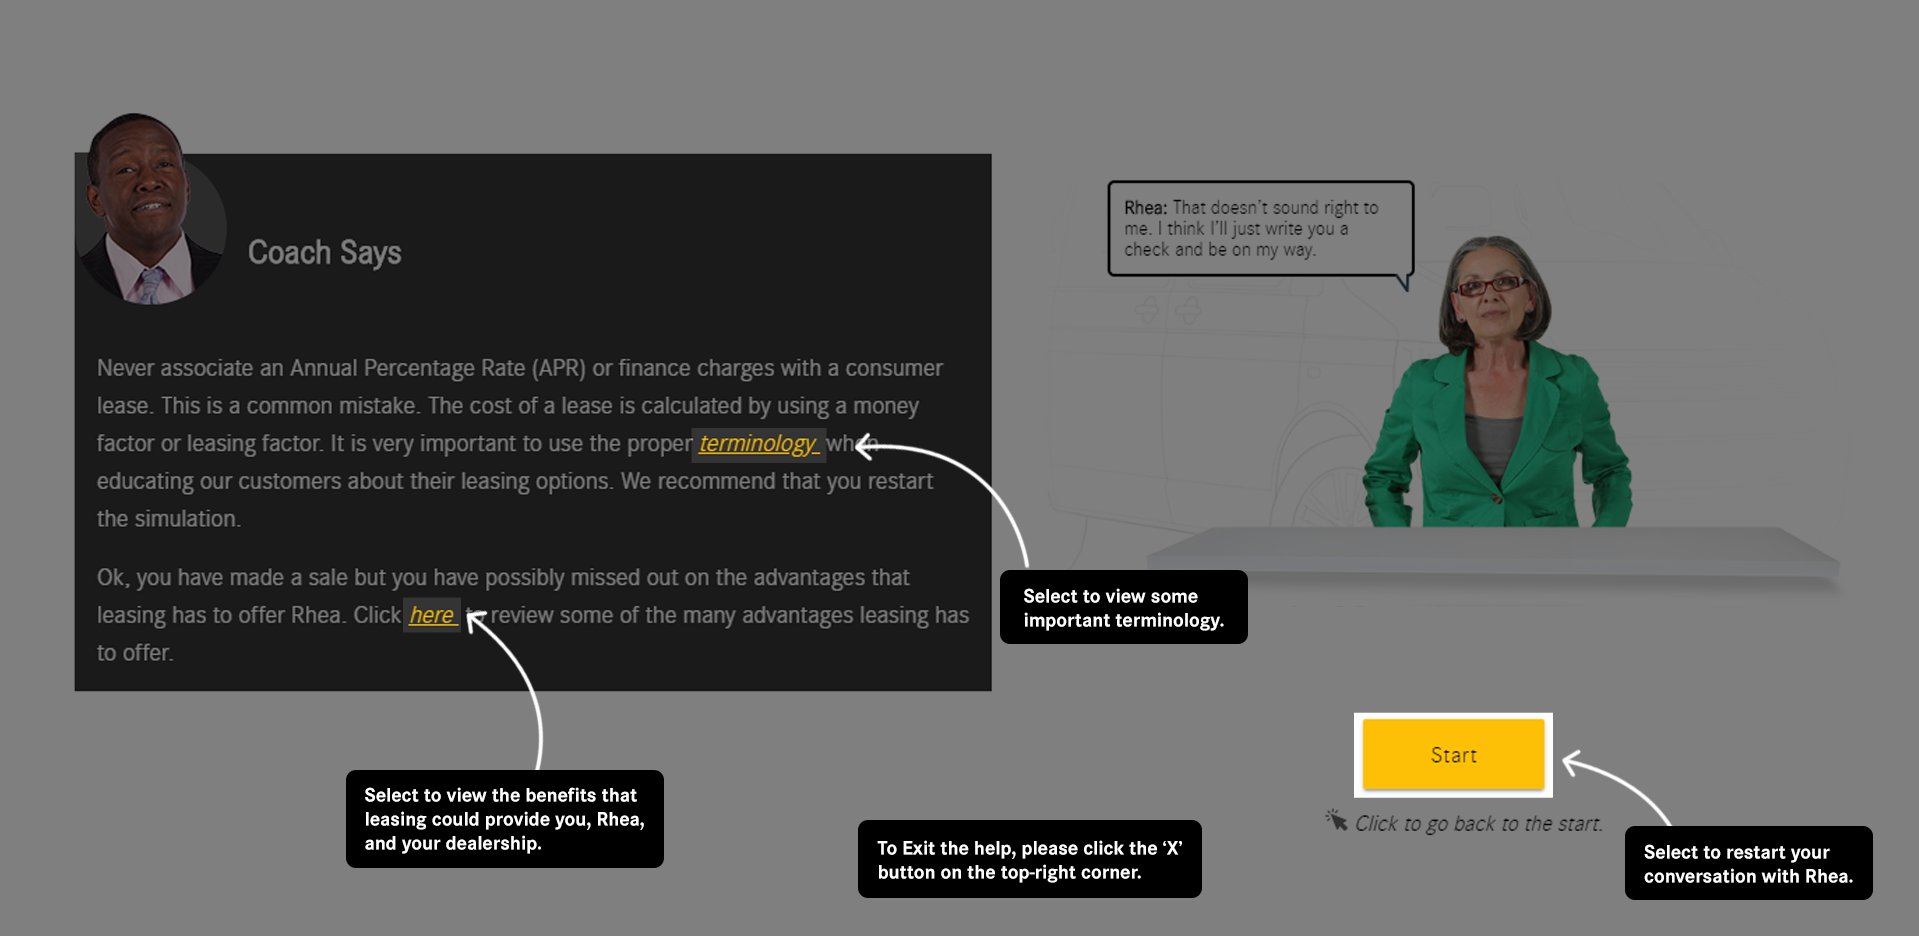 Coach Says
Never associate an Annual Percentage Rate (APR) or finance charges with a consumer
lease. This is a common mistake. The cost of a lease is calculated by using a money
factor or leasing factor. It is very important to use the proper terminology when
educating our customers about their leasing options. We recommend that you restart
the simulation.
Ok, you have made a sale but you have possibly missed out on the advantages that
leasing has to offer Rhea. Click here to review some of the many advantages leasing has
to offer.
Rhea: That doesn’t sound right to
me. I think I’ll just write you a
check and be on my way.
Select to view some
important terminology.
Select to view the benefits that
leasing could provide you, Rhea,
and your dealership.
To Exit the help, please click the ‘X’
button on the top-right corner.
Start
Click to go back to the start.
Select to restart your
conversation with Rhea.